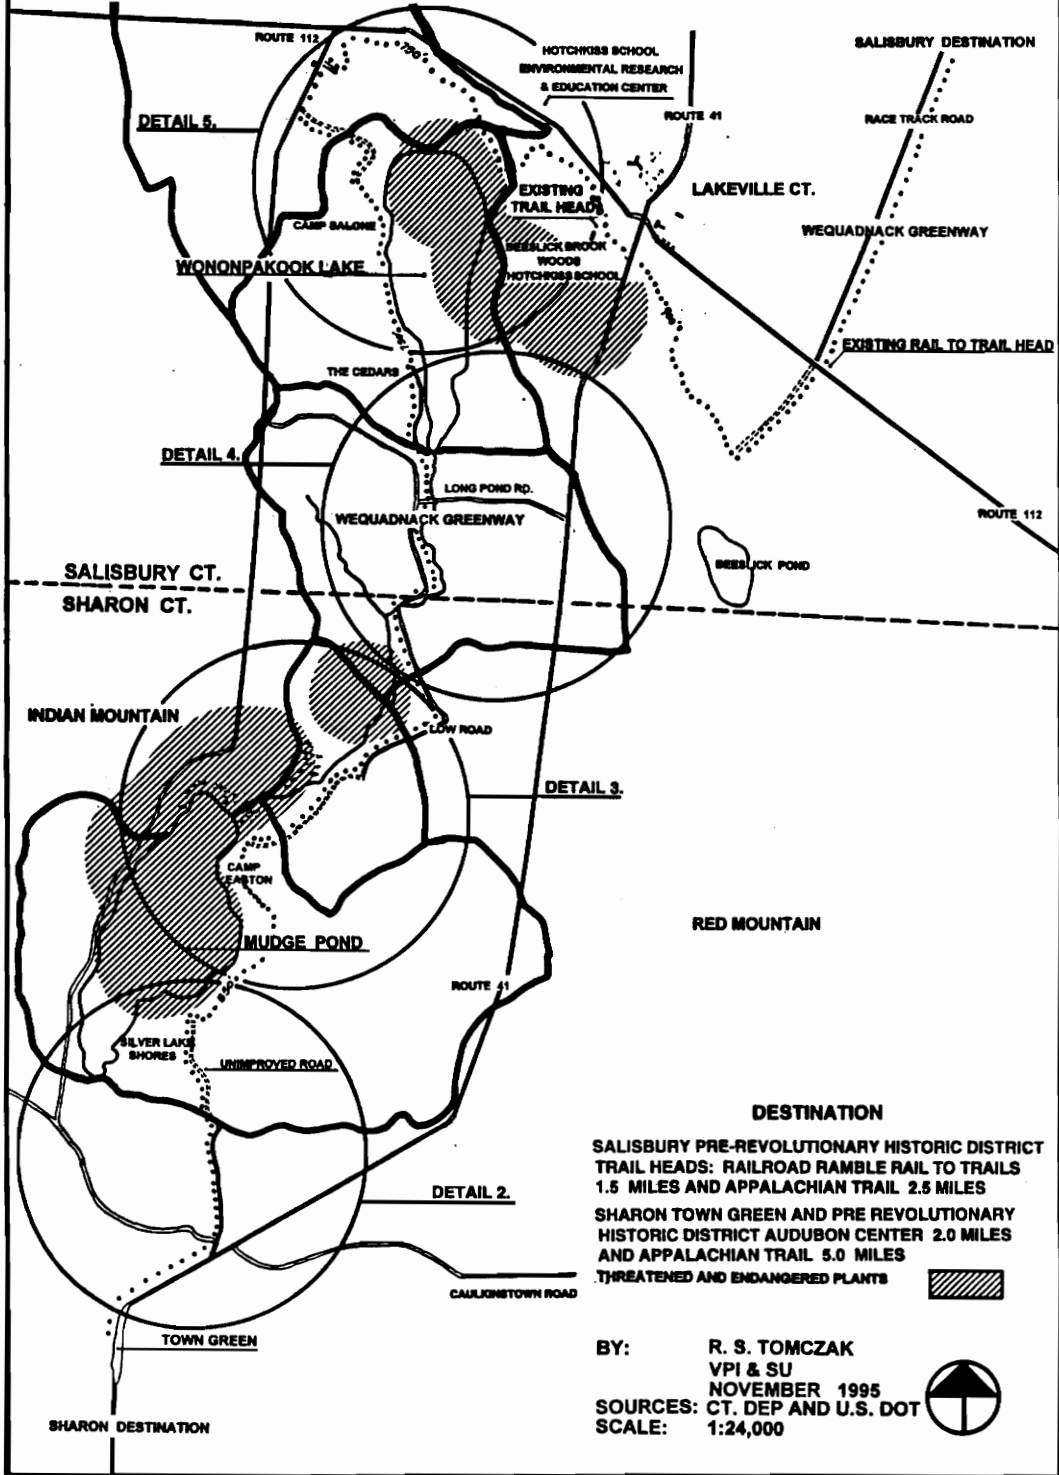 ROUTE 112
HOTCHKISS SCHOOL
ENVIRONMENTAL RESEARCH
& EDUCATION CENTER
SALISBURY DESTINATION
DETAIL 5.
ROUTE 41
RACE TRACK ROAD
EXISTING
TRAIL HEADS
LAKEVILLE CT.
CAMP SALONE
BEESLICK BROOK
WOODS
HOTCHKISS SCHOOL
WEQUADNACK GREENWAY
WONONPAKOOK LAKE
EXISTING RAIL TO TRAIL HEAD
THE CEDARS
DETAIL 4.
LONG POND RD.
WEQUADNACK GREENWAY
ROUTE 112
BEESLICK POND
SALISBURY CT.
SHARON CT.
INDIAN MOUNTAIN
LOW ROAD
DETAIL 3.
CAMP
EASTON
RED MOUNTAIN
MUDGE POND
ROUTE 41
SILVER LAKE
SHORES
UNIMPROVED ROAD
DESTINATION
SALISBURY PRE-REVOLUTIONARY HISTORIC DISTRICT
TRAIL HEADS: RAILROAD RAMBLE RAIL TO TRAILS
1.5 MILES AND APPALACHIAN TRAIL 2.5 MILES
DETAIL 2.
SHARON TOWN GREEN AND PRE REVOLUTIONARY
HISTORIC DISTRICT AUDUBON CENTER 2.0 MILES
AND APPALACHIAN TRAIL 5.0 MILES
THREATENED AND ENDANGERED PLANTS
CAULKINSTOWN ROAD
TOWN GREEN
BY: R. S. TOMCZAK
VPI & SU
NOVEMBER 1995
SOURCES: CT. DEP AND U.S. DOT
SCALE: 1:24,000
SHARON DESTINATION